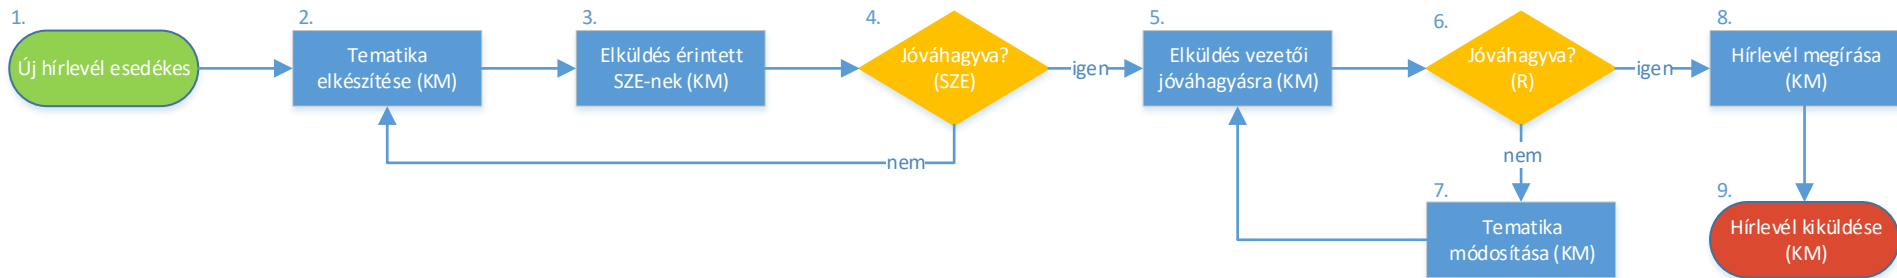 1.
Új hírlevél esedékes
2.
Tematika
elkészítése (KM)
3.
Elküldés érintett
SZE-nek (KM)
4.
Jóváhagyva?
(SZE)
igen
nem
5.
Elküldés vezetői
jóváhagyásra (KM)
6.
Jóváhagyva?
(R)
igen
nem
7.
Tematika
módosítása (KM)
8.
Hírlevél megírása
(KM)
9.
Hírlevél kiküldése
(KM)